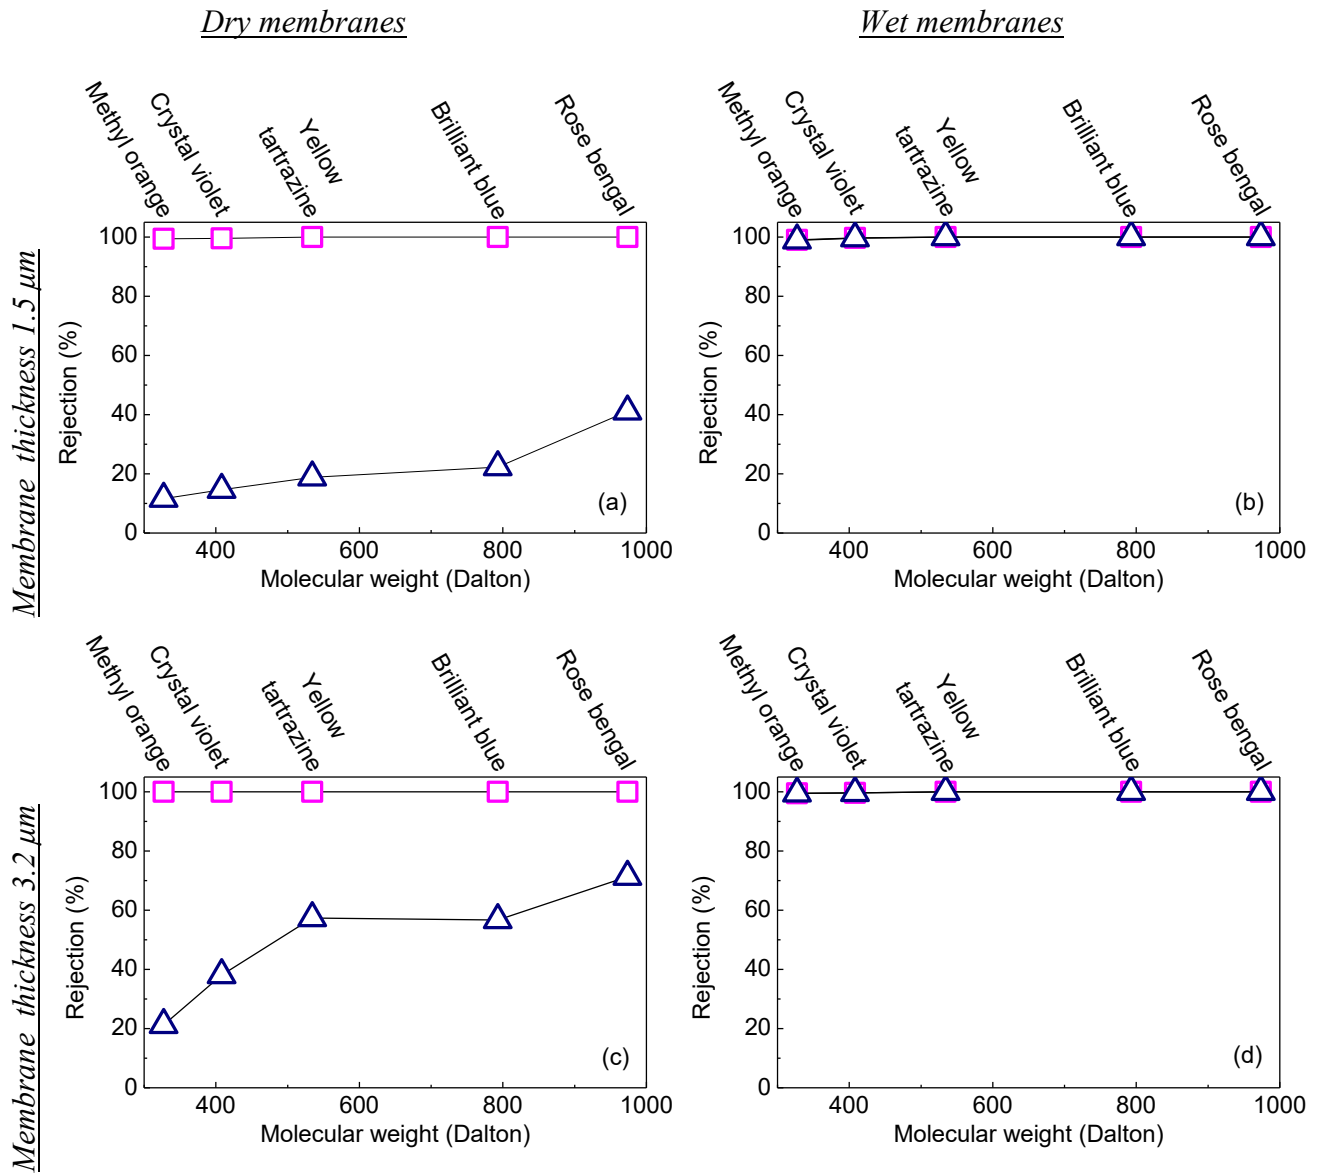 Dry membranes
Wet membranes
Membrane thickness 1.5 μm
Methyl orange
Crystal violet
Yellow
tartrazine
Brilliant blue
Rose bengal
Rejection (%)
100
80
60
40
20
0
(a)
400
600
800
1000
Molecular weight (Dalton)
Methyl orange
Crystal violet
Yellow
tartrazine
Brilliant blue
Rose bengal
Rejection (%)
100
80
60
40
20
0
(b)
400
600
800
1000
Molecular weight (Dalton)
Membrane thickness 3.2 μm
Methyl orange
Crystal violet
Yellow
tartrazine
Brilliant blue
Rose bengal
Rejection (%)
100
80
60
40
20
0
(c)
400
600
800
1000
Molecular weight (Dalton)
Methyl orange
Crystal violet
Yellow
tartrazine
Brilliant blue
Rose bengal
Rejection (%)
100
80
60
40
20
0
(d)
400
600
800
1000
Molecular weight (Dalton)